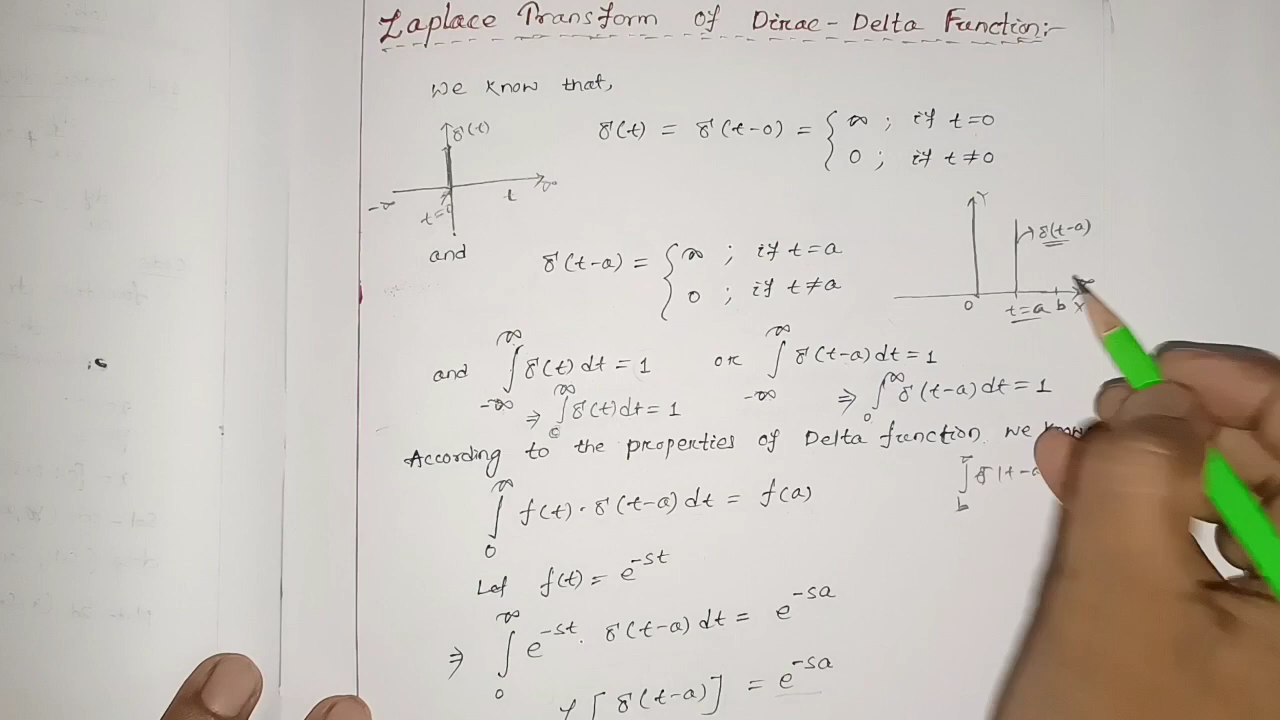 Laplace Transform of Dirac-Delta Function:-
We know that,
δ(t)
δ(t) = δ(t-0) = { ∞ ; if t=0
0 ; if t≠0
-∞ t ∞
t=0
Y
δ(t-a)
and δ(t-a) = { ∞ ; if t=a
0 ; if t≠a
0 t=a b x
and ∫_{-∞}^{∞} δ(t) dt = 1 or ∫_{-∞}^{∞} δ(t-a) dt = 1
⇒ ∫_{0}^{∞} δ(t) dt = 1 ⇒ ∫_{0}^{∞} δ(t-a) dt = 1
According to the properties of Delta function, we know
∫_{0}^{∞} f(t) · δ(t-a) dt = f(a)
∫_{b} δ(t-a
Let f(t) = e^{-st}
⇒ ∫_{0}^{∞} e^{-st} · δ(t-a) dt = e^{-sa}
[δ(t-a)] = e^{-sa}
is